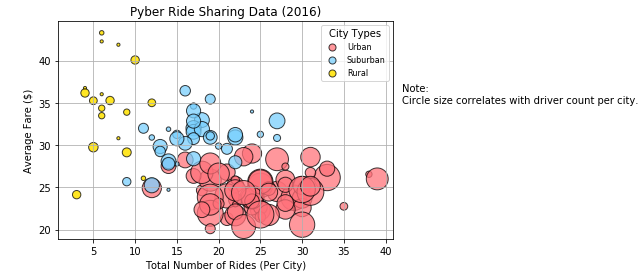 Pyber Ride Sharing Data (2016)
City Types
Urban
Suburban
Rural
Note:
Circle size correlates with driver count per city.
Average Fare ($)
40
35
30
25
20
5
10
15
20
25
30
35
40
Total Number of Rides (Per City)